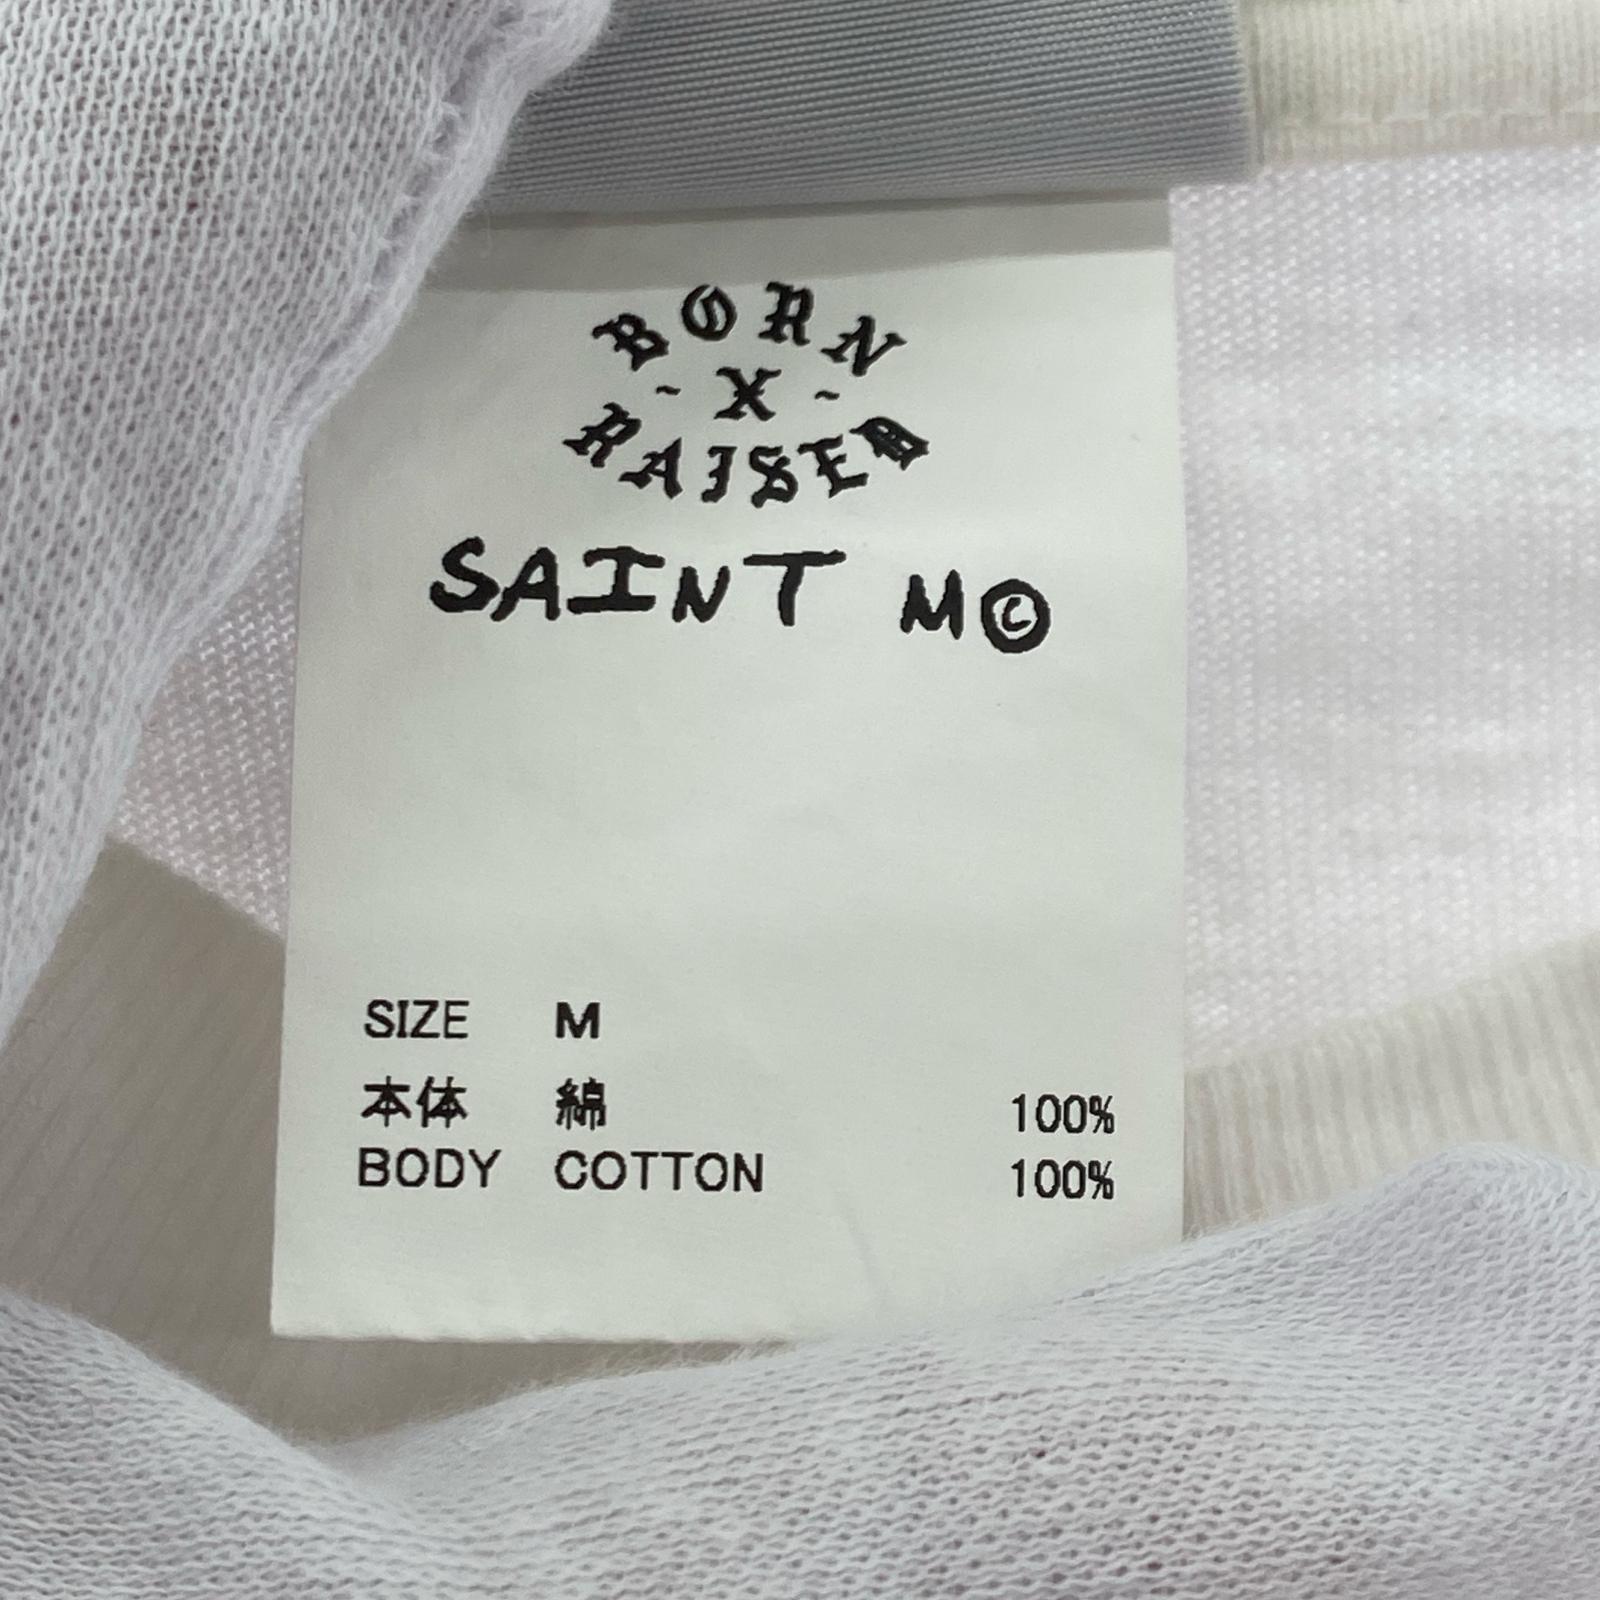 BORN
~ X ~
RAISED
SAINT M©
SIZE M
本体 綿 100%
BODY COTTON 100%